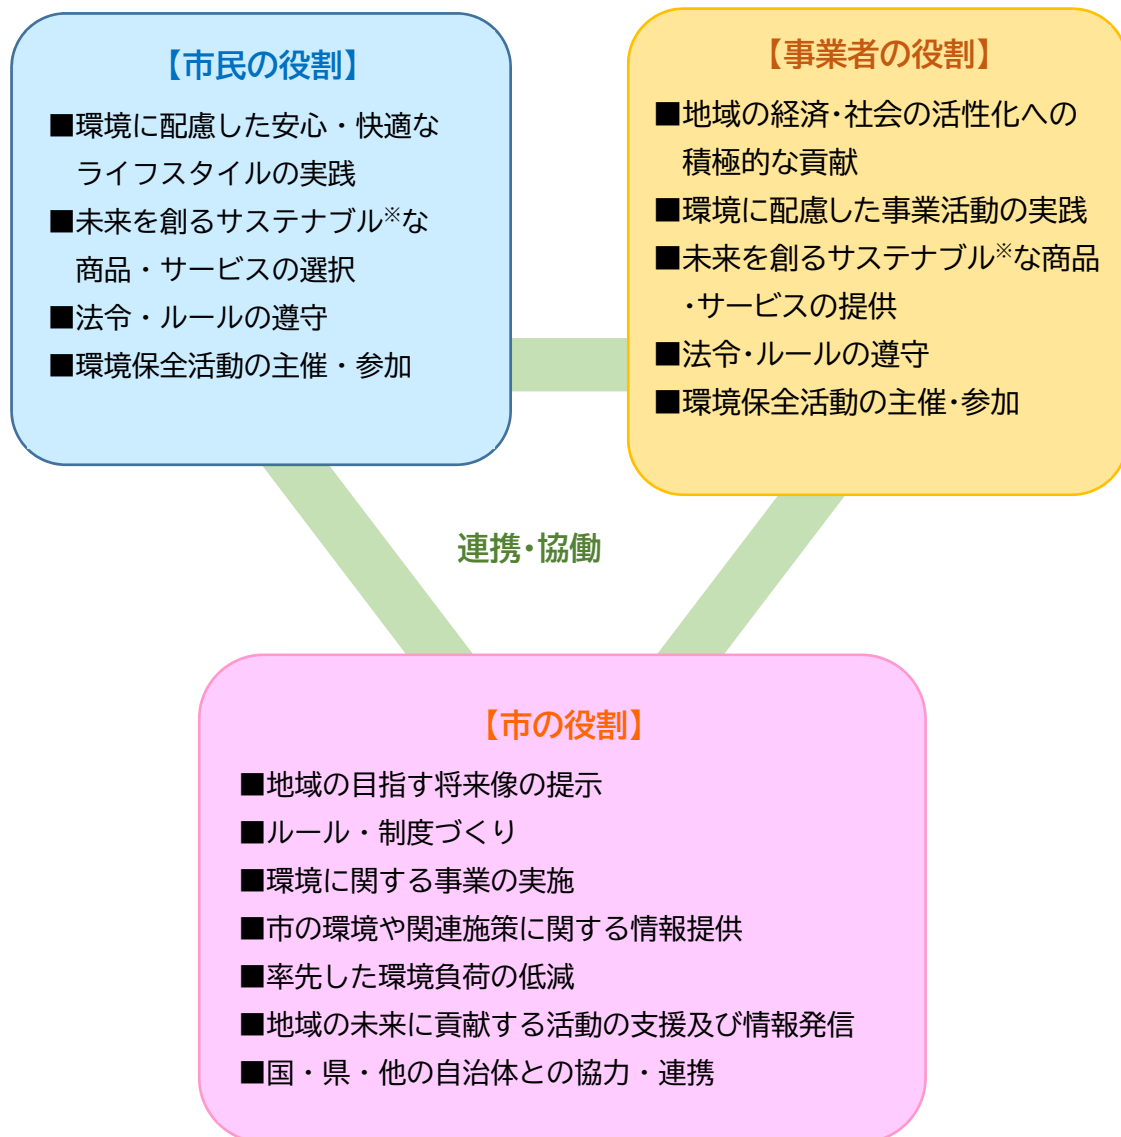 【市民の役割】
■環境に配慮した安心・快適な
ライフスタイルの実践
■未来を創るサステナブル※な
商品・サービスの選択
■法令・ルールの遵守
■環境保全活動の主催・参加
【事業者の役割】
■地域の経済・社会の活性化への
積極的な貢献
■環境に配慮した事業活動の実践
■未来を創るサステナブル※な商品
・サービスの提供
■法令・ルールの遵守
■環境保全活動の主催・参加
連携・協働
【市の役割】
■地域の目指す将来像の提示
■ルール・制度づくり
■環境に関する事業の実施
■市の環境や関連施策に関する情報提供
■率先した環境負荷の低減
■地域の未来に貢献する活動の支援及び情報発信
■国・県・他の自治体との協力・連携